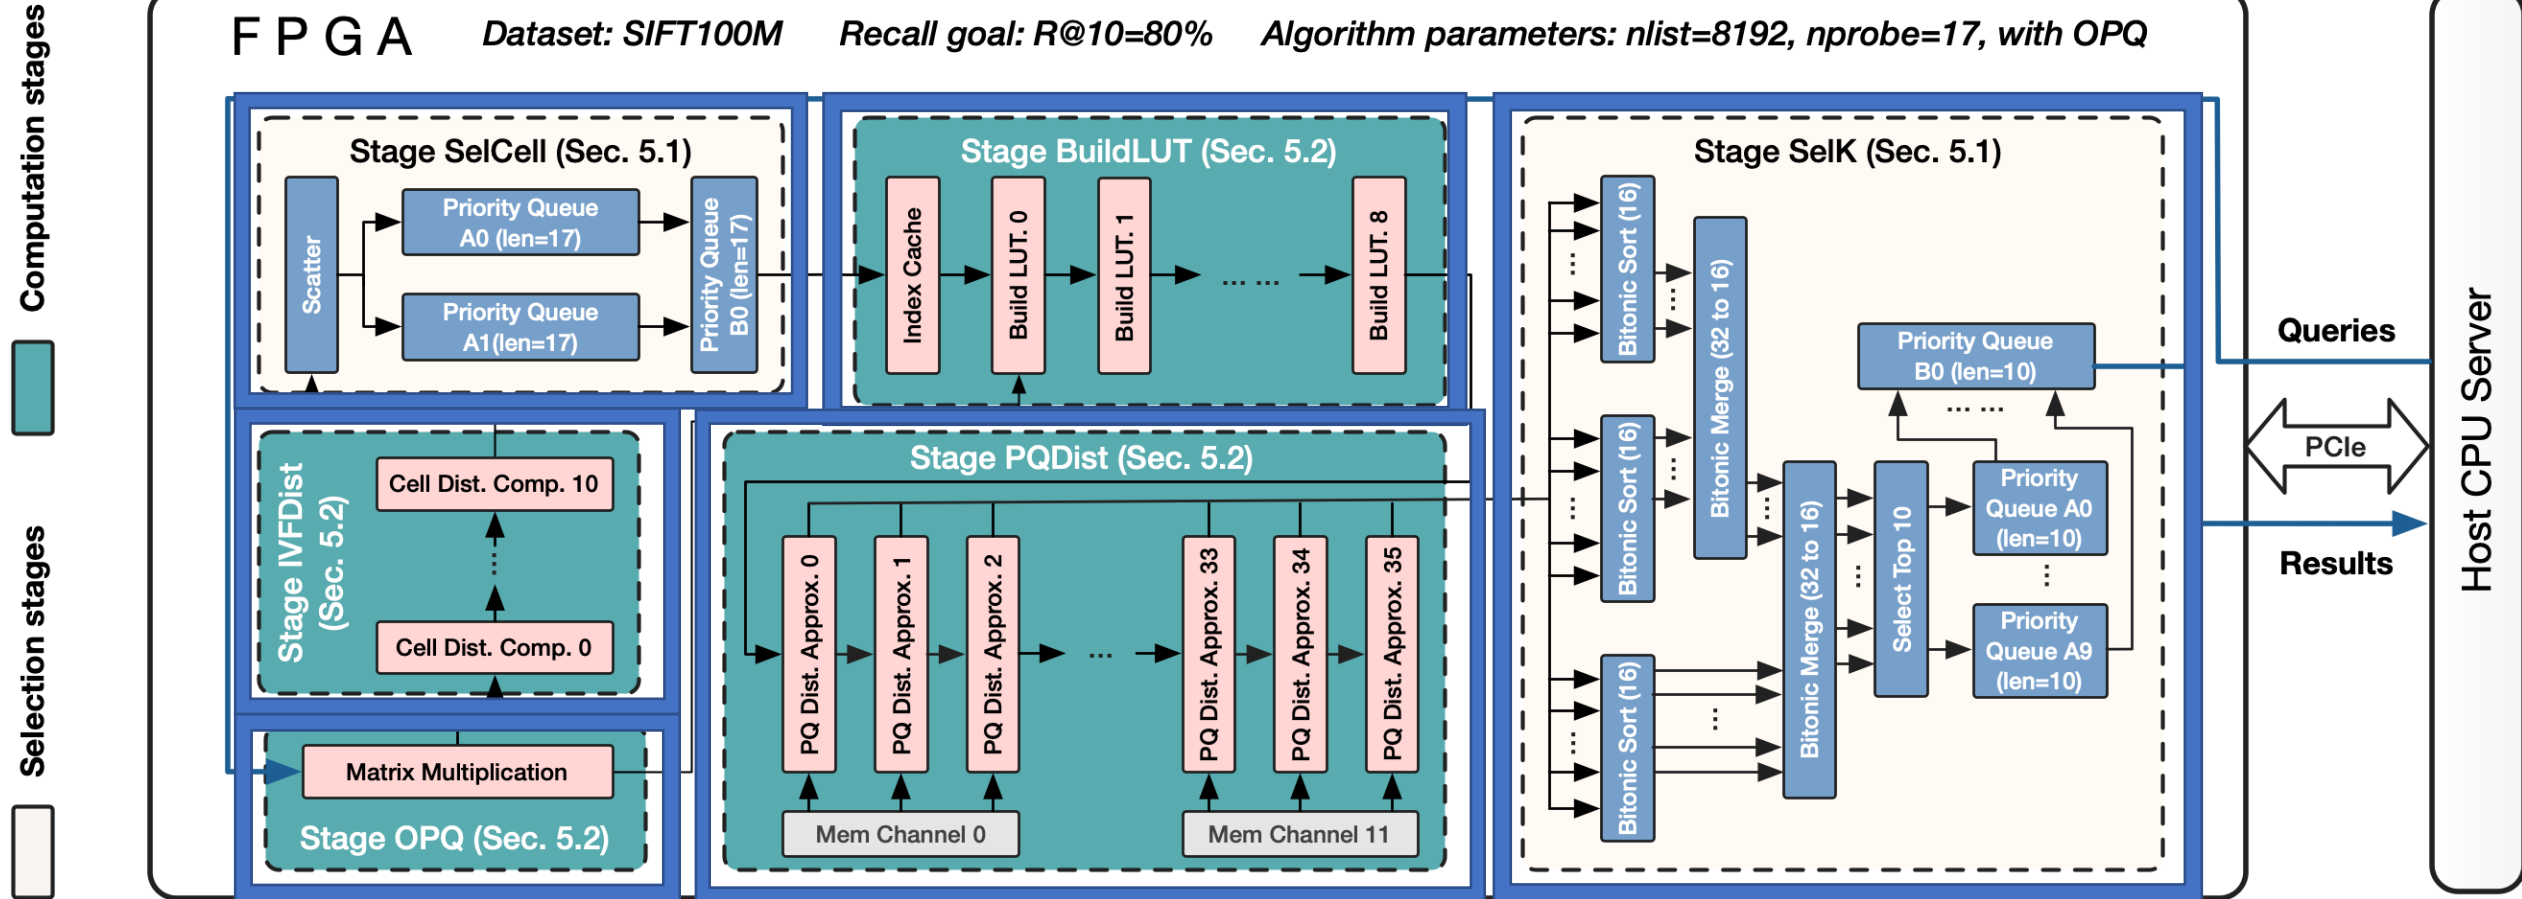 Computation stages
Selection stages
FPGA
Dataset: SIFT100M
Recall goal: R@10=80%
Algorithm parameters: nlist=8192, nprobe=17, with OPQ
Stage SelCell (Sec. 5.1)
Scatter
Priority Queue
A0 (len=17)
Priority Queue
A1(len=17)
Priority Queue
B0 (len=17)
Stage BuildLUT (Sec. 5.2)
Index Cache
Build LUT. 0
Build LUT. 1
... ...
Build LUT. 8
Stage IVFDist
(Sec. 5.2)
Cell Dist. Comp. 10
Cell Dist. Comp. 0
Matrix Multiplication
Stage OPQ (Sec. 5.2)
Stage PQDist (Sec. 5.2)
PQ Dist. Approx. 0
PQ Dist. Approx. 1
PQ Dist. Approx. 2
...
PQ Dist. Approx. 33
PQ Dist. Approx. 34
PQ Dist. Approx. 35
Mem Channel 0
Mem Channel 11
Stage SelK (Sec. 5.1)
Bitonic Sort (16)
Bitonic Sort (16)
Bitonic Sort (16)
Bitonic Merge (32 to 16)
Bitonic Merge (32 to 16)
Select Top 10
Priority Queue
B0 (len=10)
... ...
Priority
Queue A0
(len=10)
Priority
Queue A9
(len=10)
Queries
PCIe
Results
Host CPU Server